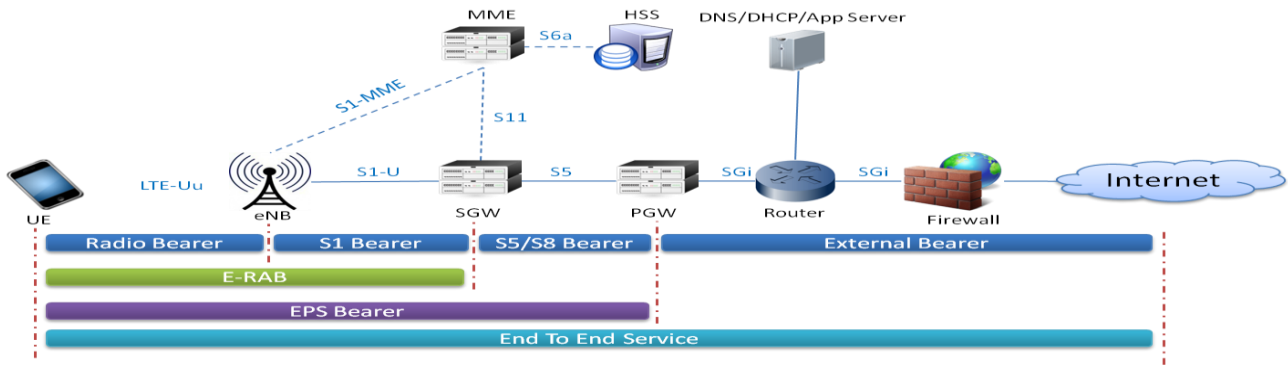 MME
HSS
DNS/DHCP/App Server
S6a
S1-MME
S11
LTE-Uu
S1-U
S5
SGi
SGi
Internet
UE
eNB
SGW
PGW
Router
Firewall
Radio Bearer
S1 Bearer
S5/S8 Bearer
External Bearer
E-RAB
EPS Bearer
End To End Service